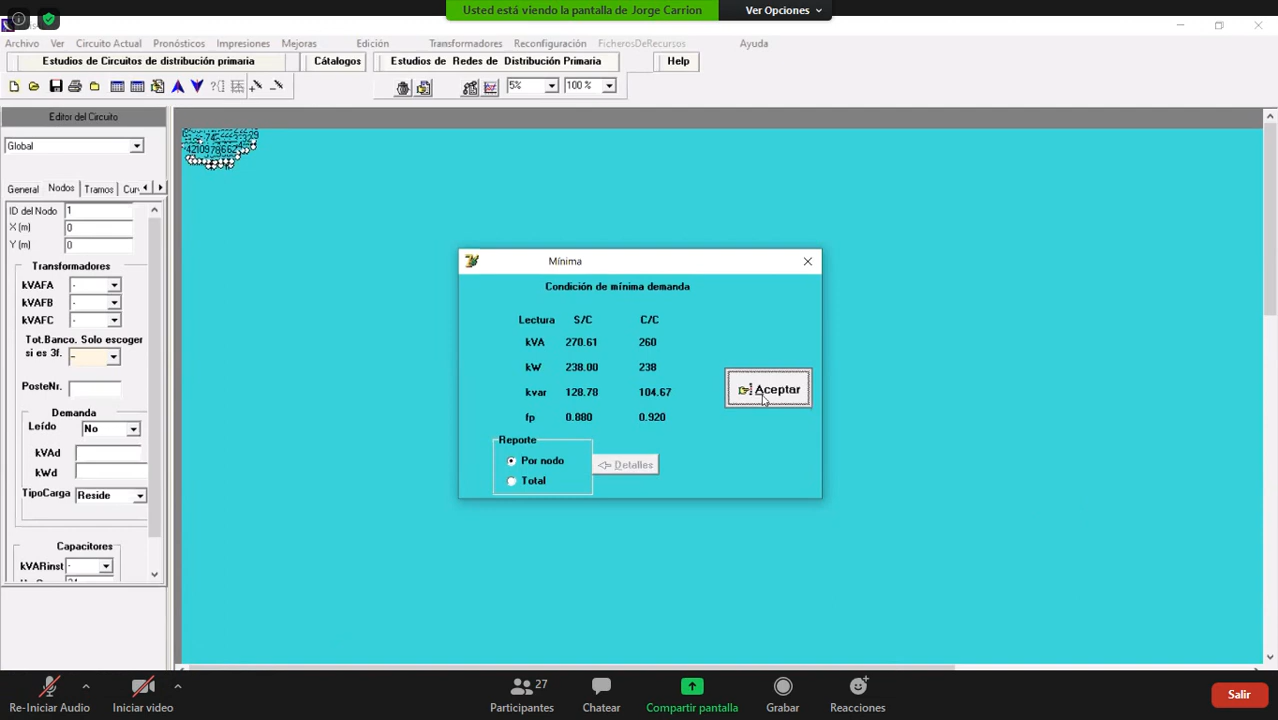 Usted está viendo la pantalla de Jorge Carrion
Ver Opciones
Archivo Ver Circuito Actual Pronósticos Impresiones Mejoras Edición Transformadores Reconfiguración FicherosDeRecursos Ayuda
Estudios de Circuitos de distribución primaria Cátalogos Estudios de Redes de Distribución Primaria Help
5% 100 %
Editor del Circuito
Global
General Nodos Tramos Cur
ID del Nodo 1
X (m) 0
Y (m) 0
Transformadores
kVAFA -
kVAFB -
kVAFC -
Tot.Banco. Solo escoger
si es 3f. -
PosteNr.
Demanda
Leído No
kVAd
kWd
TipoCarga Reside
Capacitores
kVARinst -
Mínima
Condición de mínima demanda
Lectura S/C C/C
kVA 270.61 260
kW 238.00 238
kvar 128.78 104.67
fp 0.880 0.920
Aceptar
Reporte
Por nodo
Detalles
Total
Re-Iniciar Audio
Iniciar video
27
Participantes
Chatear
Compartir pantalla
Grabar
Reacciones
Salir